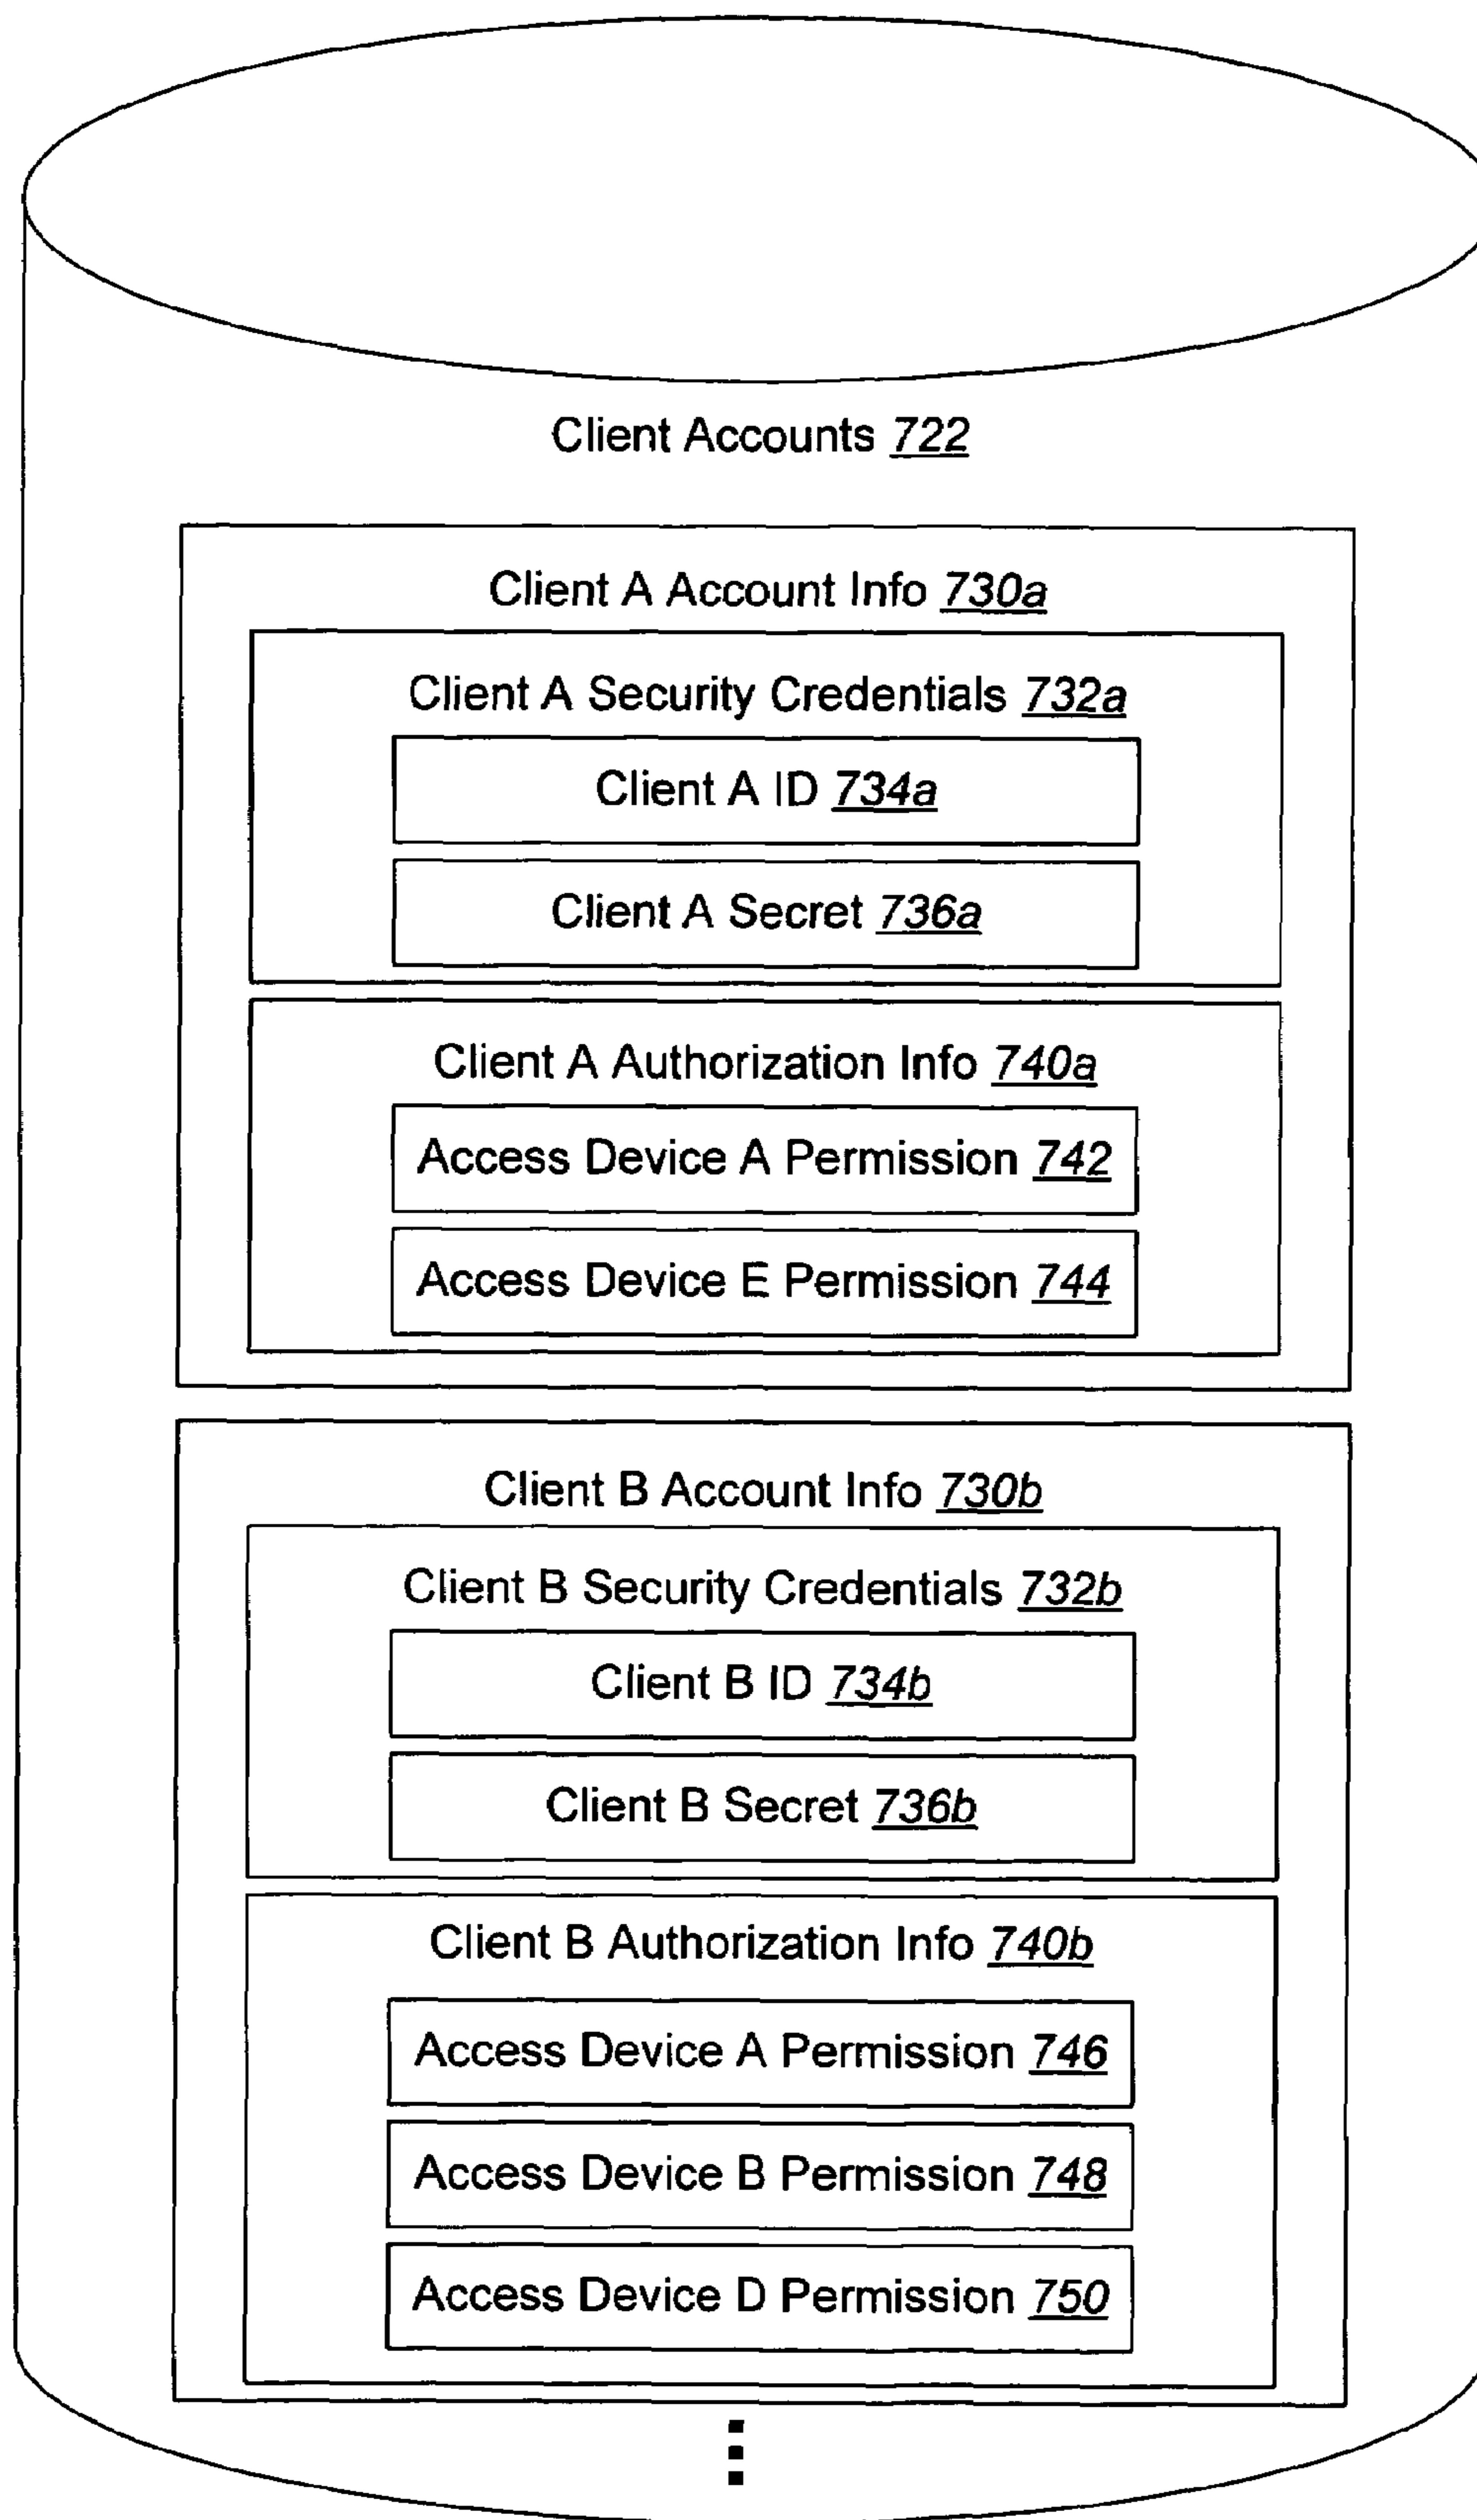 Client Accounts 722
Client A Account Info 730a
Client A Security Credentials 732a
Client A ID 734a
Client A Secret 736a
Client A Authorization Info 740a
Access Device A Permission 742
Access Device E Permission 744
Client B Account Info 730b
Client B Security Credentials 732b
Client B ID 734b
Client B Secret 736b
Client B Authorization Info 740b
Access Device A Permission 746
Access Device B Permission 748
Access Device D Permission 750